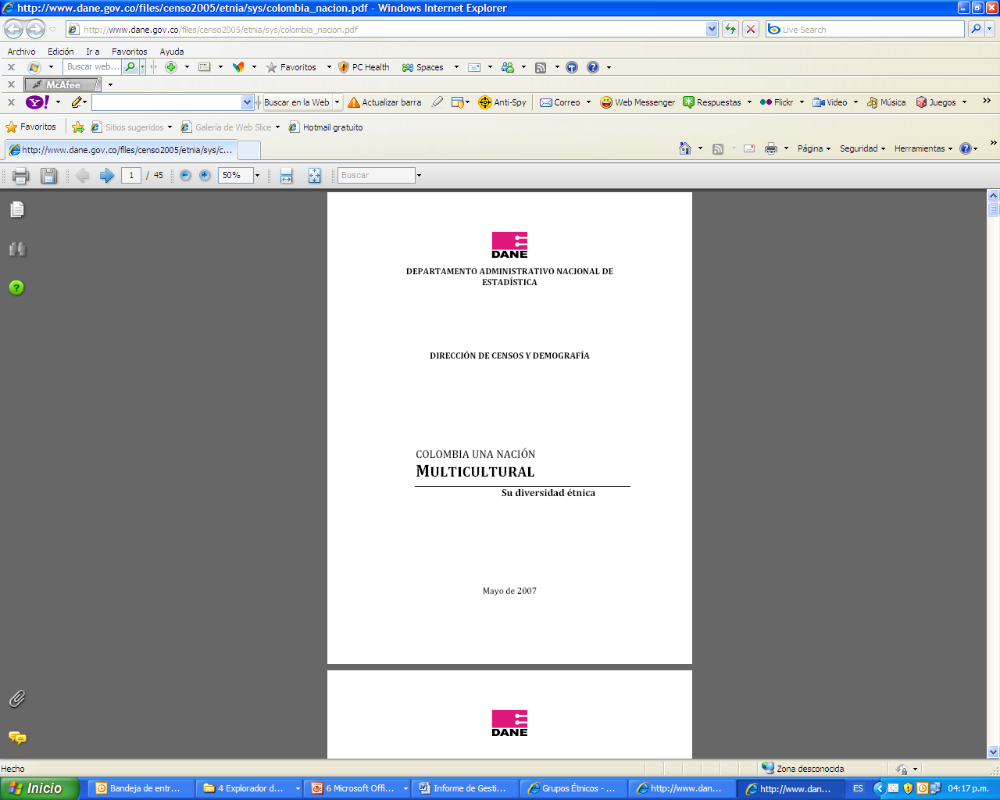 http://www.dane.gov.co/files/censo2005/etnia/sys/colombia_nacion.pdf - Windows Internet Explorer
http://www.dane.gov.co/files/censo2005/etnia/sys/colombia_nacion.pdf
Live Search
Archivo Edición Ir a Favoritos Ayuda
Buscar web... Favoritos PC Health Spaces
McAfee
Y! Buscar en la Web Actualizar barra Anti-Spy Correo Web Messenger Respuestas Flickr Video Música Juegos
Favoritos Sitios sugeridos Galería de Web Slice Hotmail gratuito
http://www.dane.gov.co/files/censo2005/etnia/sys/c... Página Seguridad Herramientas
1 / 45 50% Buscar
DANE
DEPARTAMENTO ADMINISTRATIVO NACIONAL DE
ESTADÍSTICA
DIRECCIÓN DE CENSOS Y DEMOGRAFÍA
COLOMBIA UNA NACIÓN
MULTICULTURAL
Su diversidad étnica
Mayo de 2007
DANE
Hecho Zona desconocida
Inicio Bandeja de entr... 4 Explorador d... 6 Microsoft Offi... Informe de Gesti... Grupos Étnicos - ... http://www.dan... http://www.dan... ES 04:17 p.m.